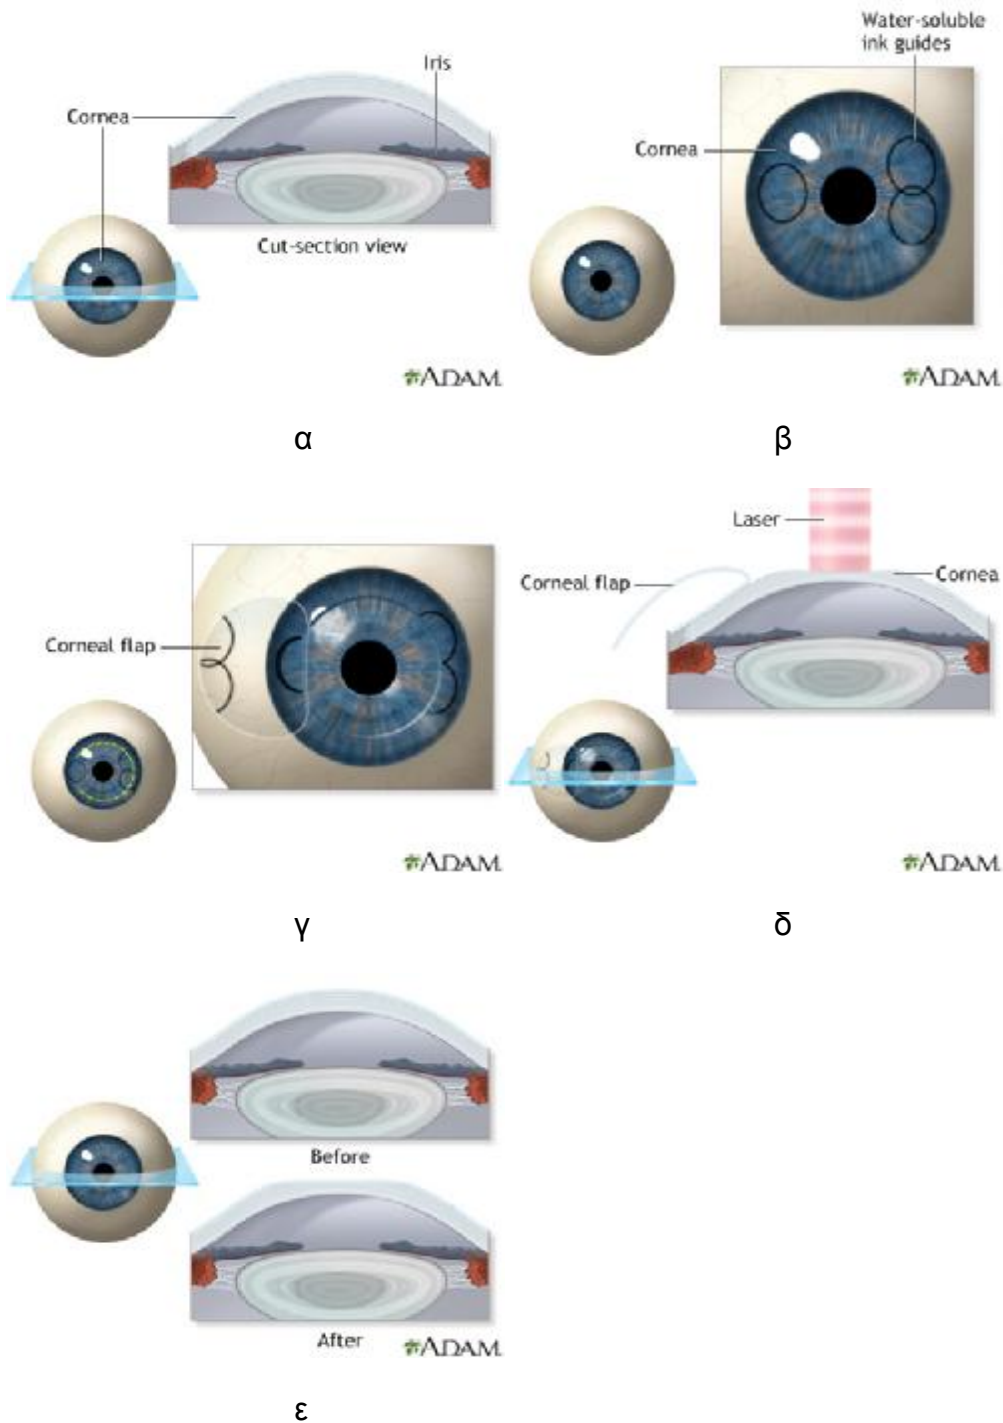 Iris
Cornea
Cut-section view
ADAM
α
Water-soluble
ink guides
Cornea
ADAM
β
Corneal flap
ADAM
γ
Laser
Corneal flap
Cornea
ADAM
δ
Before
After
ADAM
ε